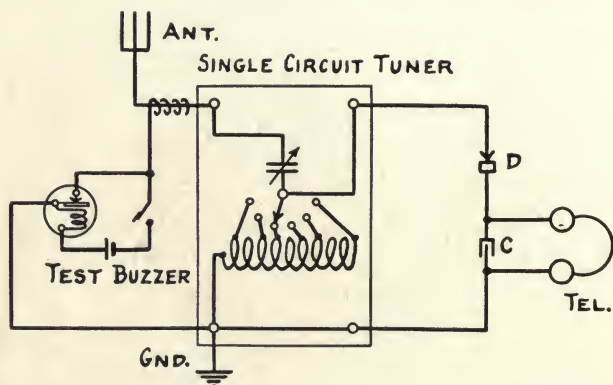 ANT.
SINGLE CIRCUIT TUNER
D
C
TEST BUZZER
TEL.
GND.